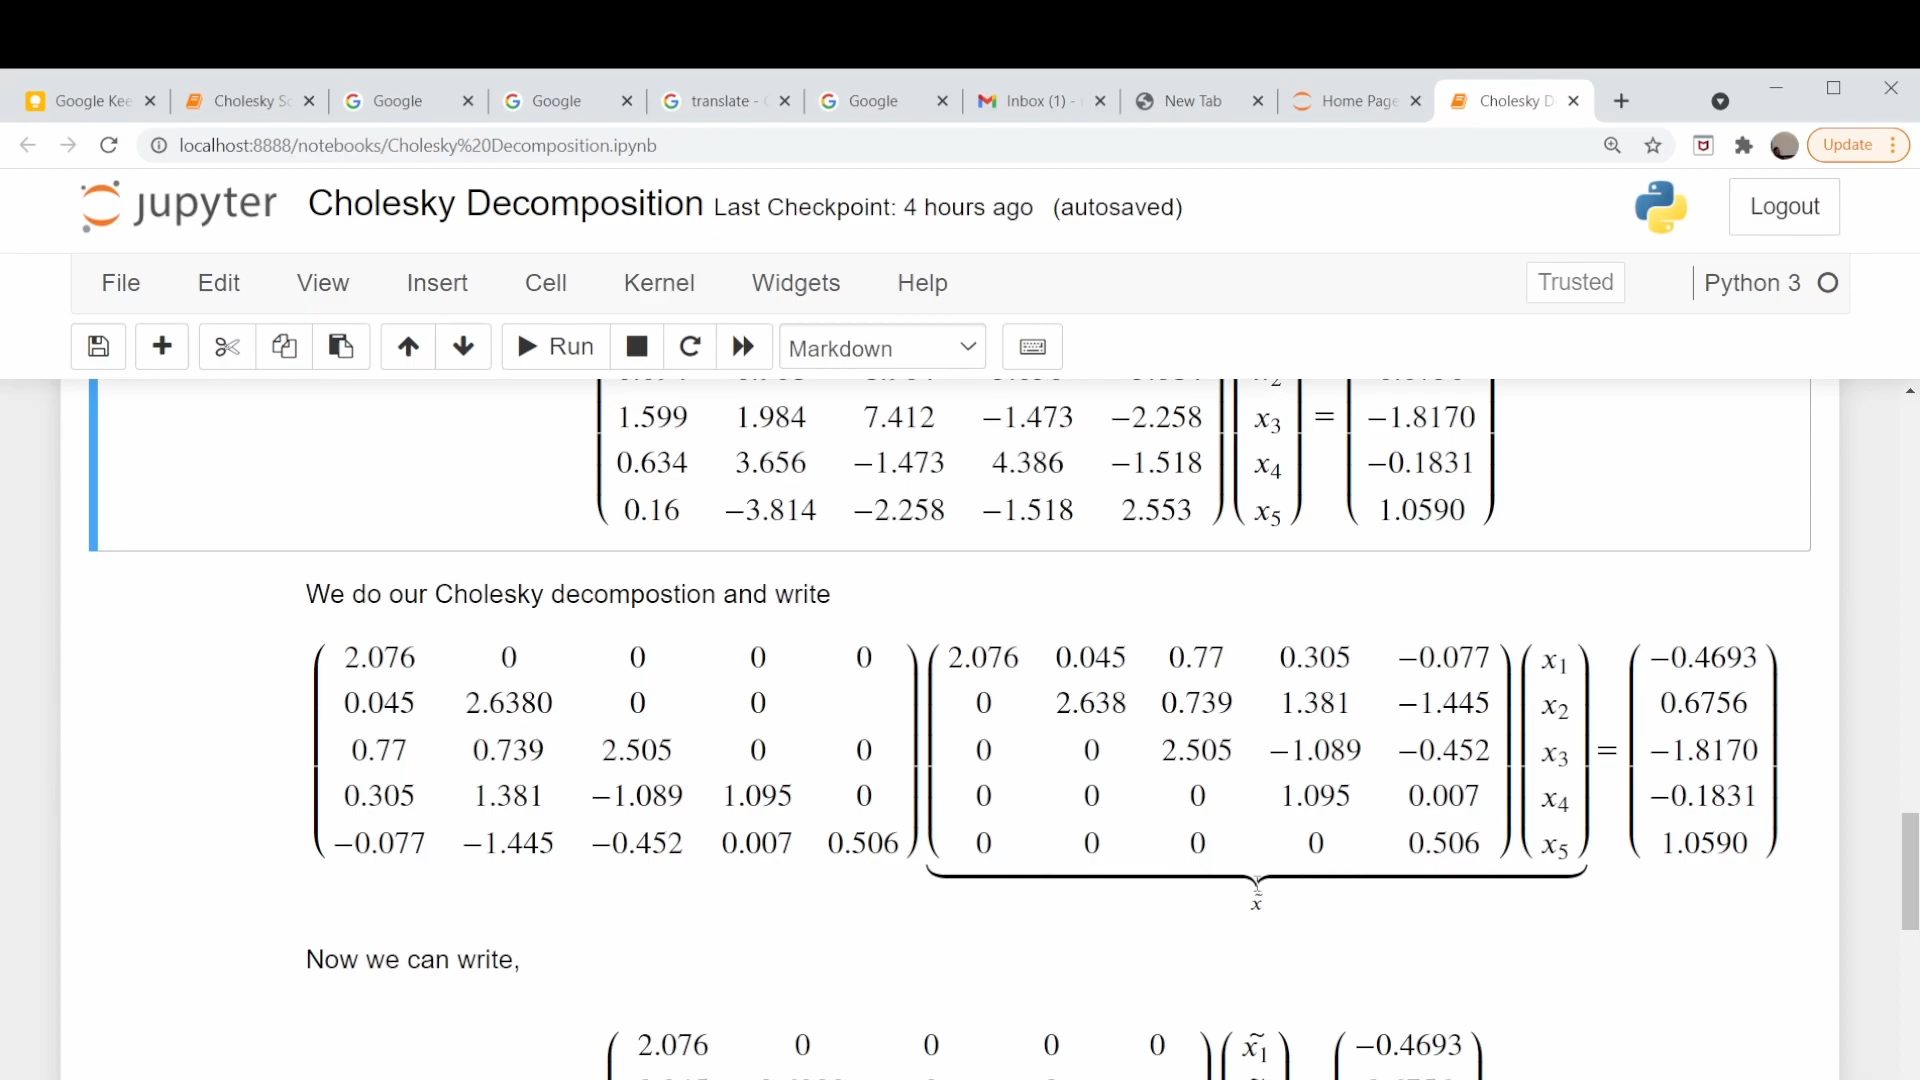 Google Kee Cholesky So Google Google translate - Google Inbox (1) - New Tab Home Page Cholesky D
localhost:8888/notebooks/Cholesky%20Decomposition.ipynb Update
jupyter Cholesky Decomposition Last Checkpoint: 4 hours ago (autosaved) Logout
File Edit View Insert Cell Kernel Widgets Help Trusted Python 3
Run Markdown
1.599 1.984 7.412 −1.473 −2.258 x3 = −1.8170
0.634 3.656 −1.473 4.386 −1.518 x4 −0.1831
0.16 −3.814 −2.258 −1.518 2.553 x5 1.0590
We do our Cholesky decompostion and write
2.076 0 0 0 0 2.076 0.045 0.77 0.305 −0.077 x1 −0.4693
0.045 2.6380 0 0 0 2.638 0.739 1.381 −1.445 x2 0.6756
0.77 0.739 2.505 0 0 0 0 2.505 −1.089 −0.452 x3 = −1.8170
0.305 1.381 −1.089 1.095 0 0 0 0 1.095 0.007 x4 −0.1831
−0.077 −1.445 −0.452 0.007 0.506 0 0 0 0 0.506 x5 1.0590
x̃
Now we can write,
2.076 0 0 0 0 x̃1 −0.4693